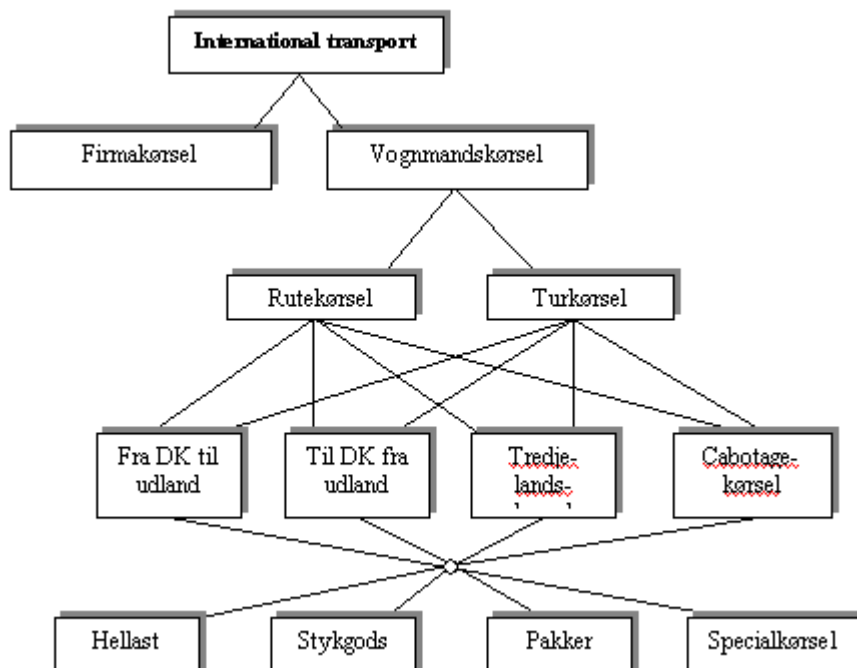 International transport
Firmakørsel
Vognmandskørsel
Rutekørsel
Turkørsel
Fra DK til
udland
Til DK fra
udland
Tredje-
lands-
Cabotage-
kørsel
Hellast
Stykgods
Pakker
Specialkørsel